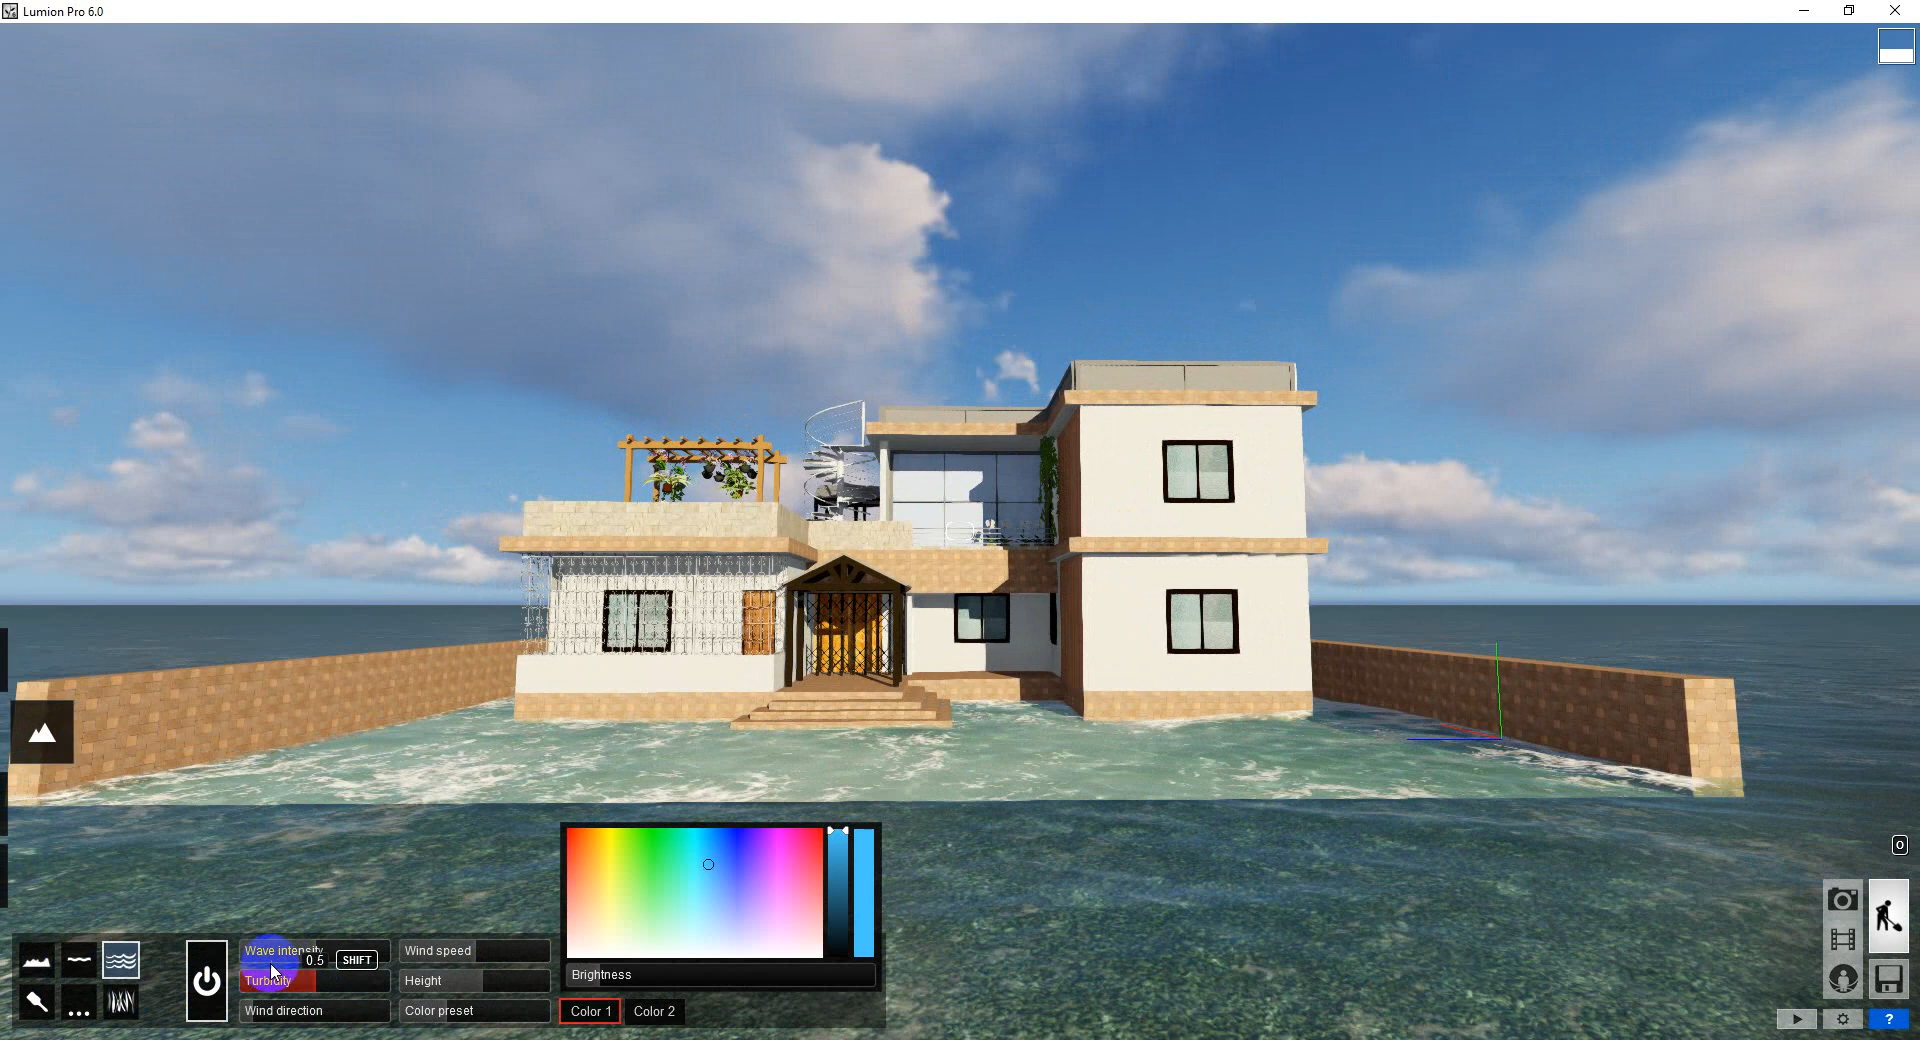 Lumion Pro 6.0
O
Wave intensity
0.5
SHIFT
Wind speed
Turbidity
Height
Brightness
Wind direction
Color preset
Color 1
Color 2
?